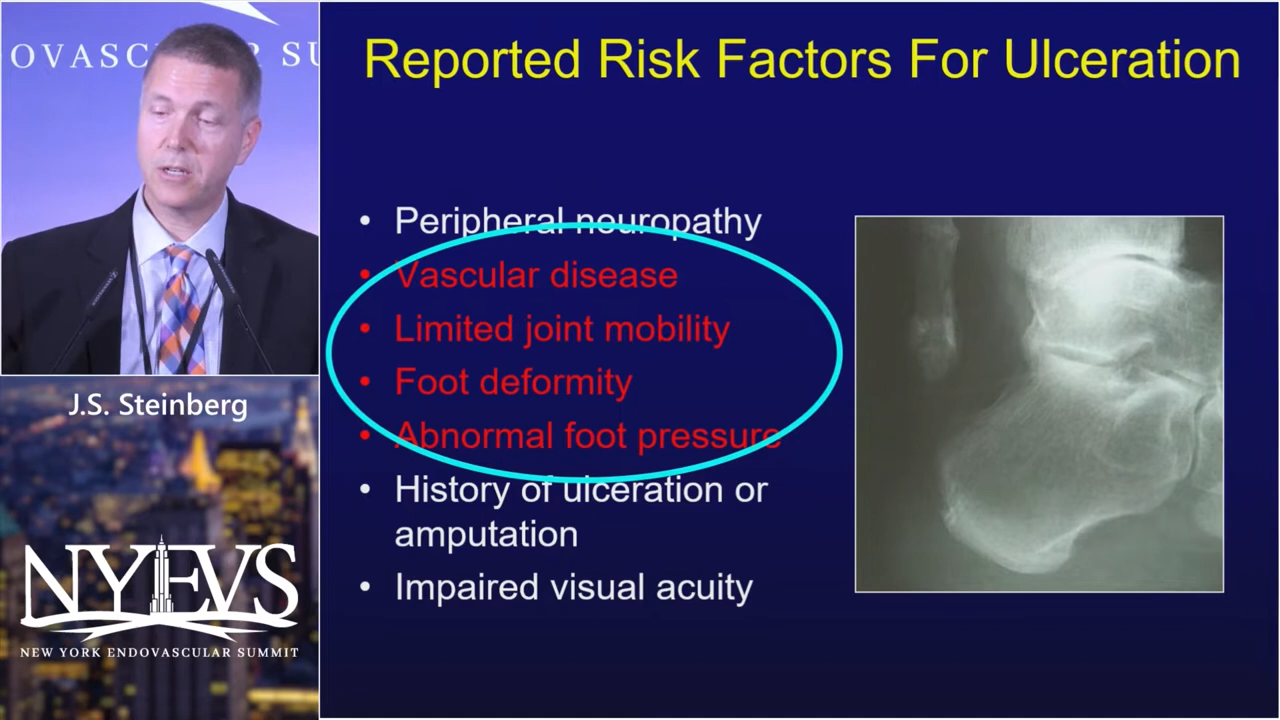 OVASC R SU
Reported Risk Factors For Ulceration
• Peripheral neuropathy
• Vascular disease
• Limited joint mobility
• Foot deformity
• Abnormal foot pressure
• History of ulceration or
amputation
• Impaired visual acuity
J.S. Steinberg
NYEVS
NEW YORK ENDOVASCULAR SUMMIT